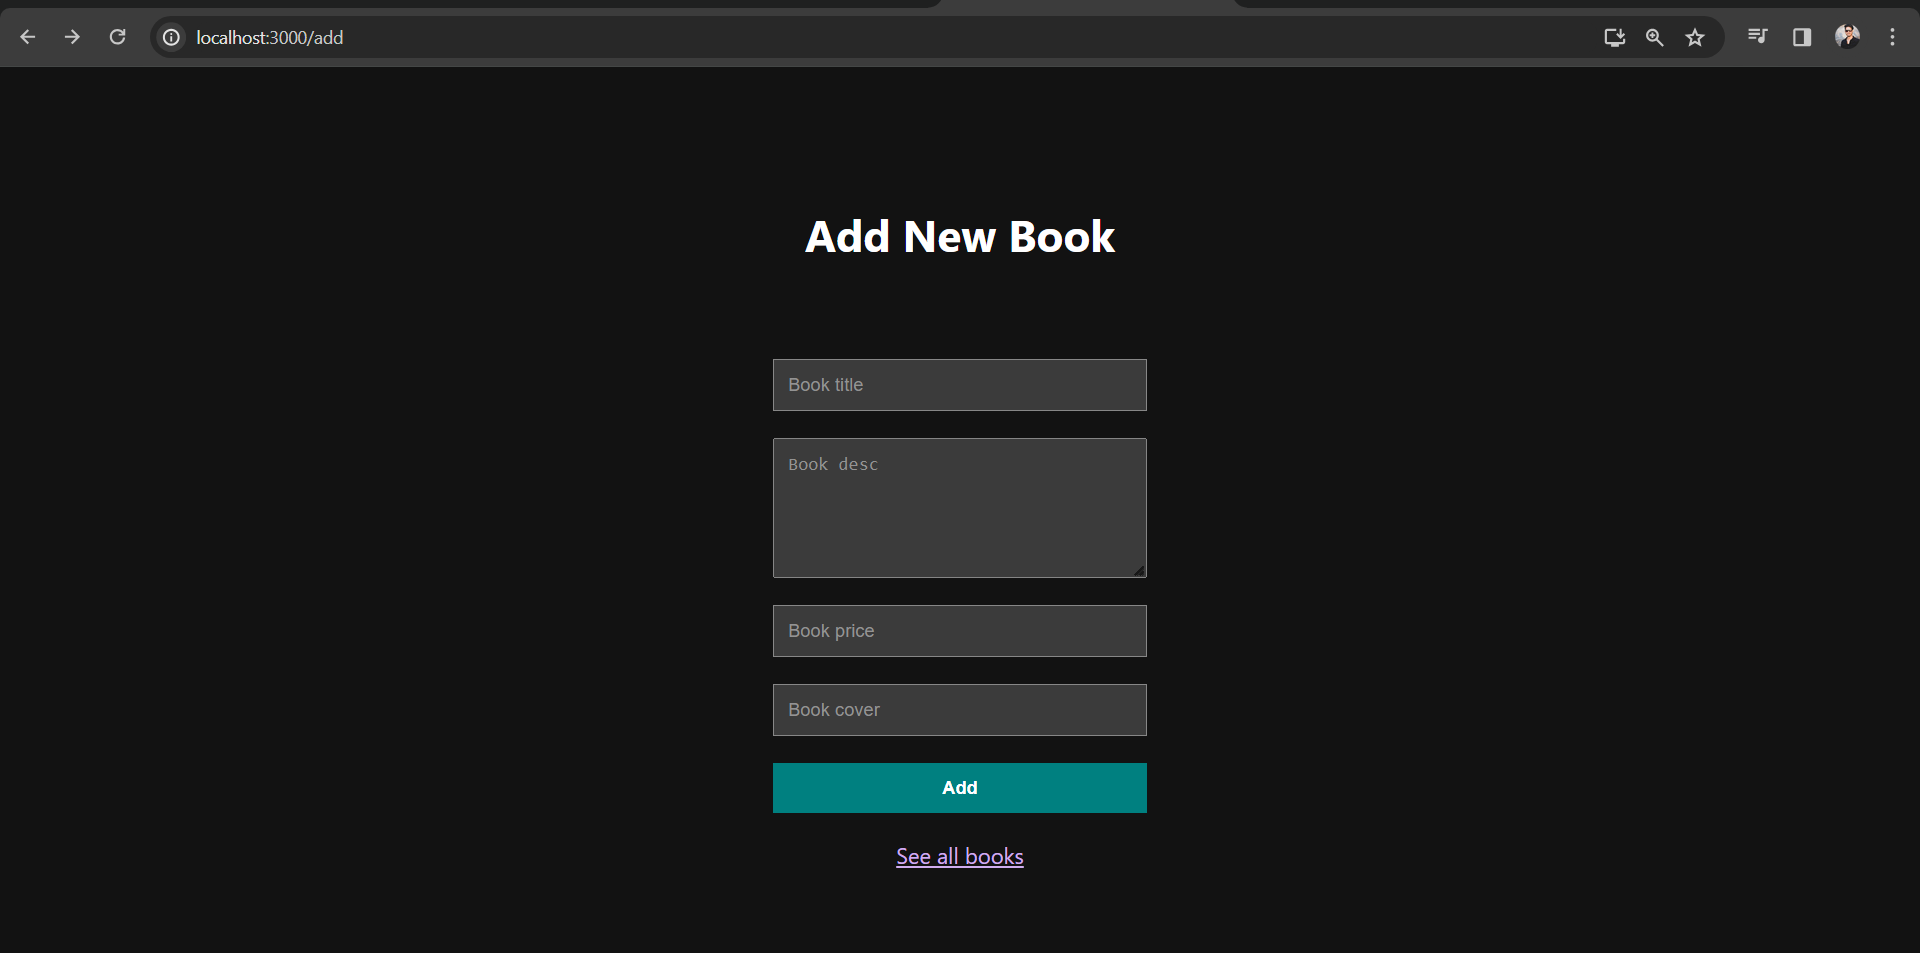 localhost:3000/add
Add New Book
Book title
Book desc
Book price
Book cover
Add
See all books